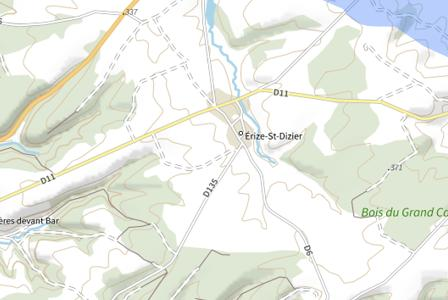 337
D11
Érize-St-Dizier
371
D11
D135
ères devant Bar
Bois du Grand Co
D6